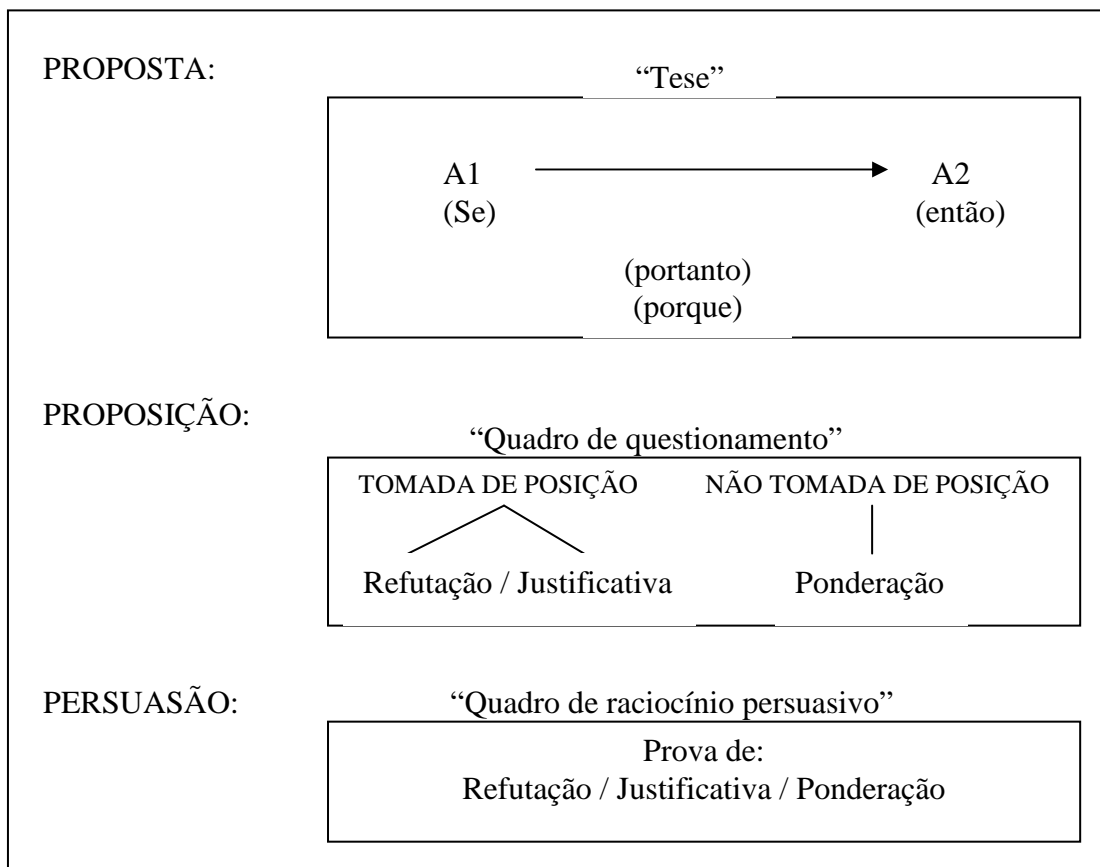 PROPOSTA:
“Tese”
A1 A2
(Se) (então)
(portanto)
(porque)
PROPOSIÇÃO:
“Quadro de questionamento”
TOMADA DE POSIÇÃO NÃO TOMADA DE POSIÇÃO
Refutação / Justificativa Ponderação
PERSUASÃO: “Quadro de raciocínio persuasivo”
Prova de:
Refutação / Justificativa / Ponderação